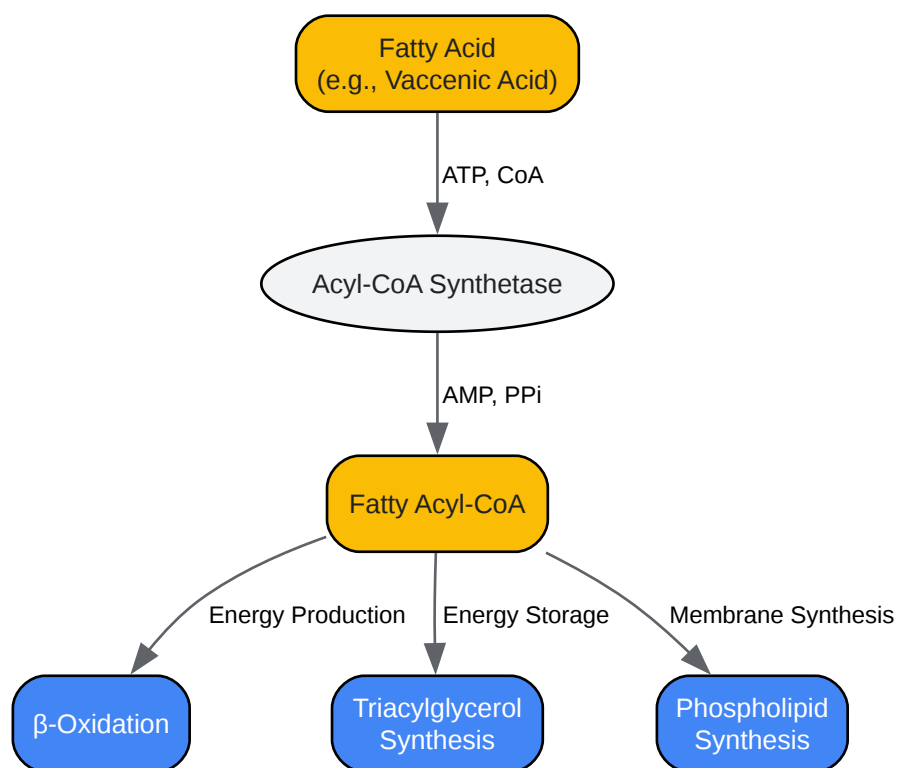 Fatty Acid
(e.g., Vaccenic Acid)
ATP, CoA
Acyl-CoA Synthetase
AMP, PPi
Fatty Acyl-CoA
Energy Production
Energy Storage
Membrane Synthesis
β-Oxidation
Triacylglycerol
Synthesis
Phospholipid
Synthesis